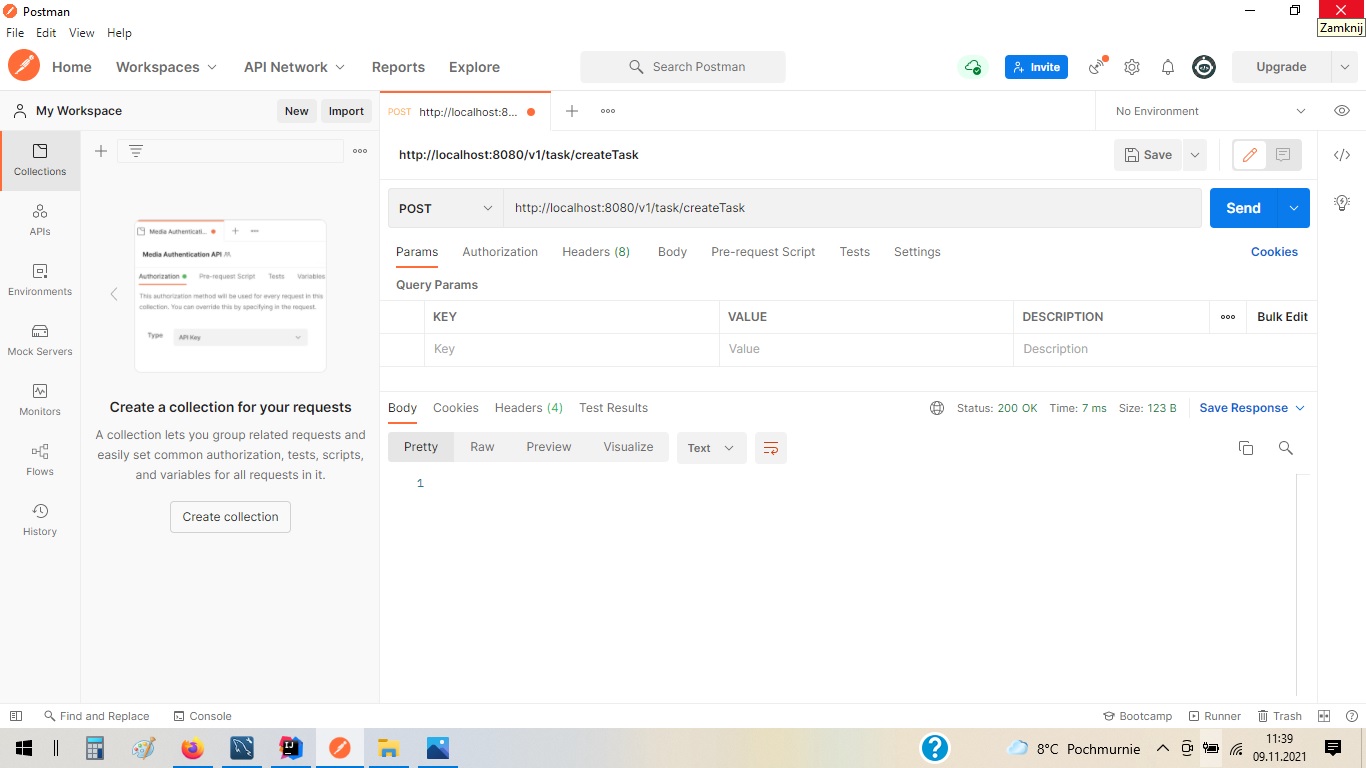 Postman
Zamknij
File Edit View Help
Home Workspaces API Network Reports Explore
Search Postman
Invite
Upgrade
My Workspace New Import
POST http://localhost:8...
No Environment
Collections
APIs
Environments
Mock Servers
Monitors
Flows
History
Media Authenticati...
Media Authentication API
Authorization Pre-request Script Tests Variables
This authorization method will be used for every request in this
collection. You can override this by specifying in the request.
Type API Key
Create a collection for your requests
A collection lets you group related requests and
easily set common authorization, tests, scripts,
and variables for all requests in it.
Create collection
http://localhost:8080/v1/task/createTask
Save
POST http://localhost:8080/v1/task/createTask
Send
Params Authorization Headers (8) Body Pre-request Script Tests Settings
Cookies
Query Params
KEY VALUE DESCRIPTION Bulk Edit
Key Value Description
Body Cookies Headers (4) Test Results
Status: 200 OK Time: 7 ms Size: 123 B Save Response
Pretty Raw Preview Visualize Text
1
Find and Replace Console
Bootcamp Runner Trash
8°C Pochmurnie
11:39
09.11.2021